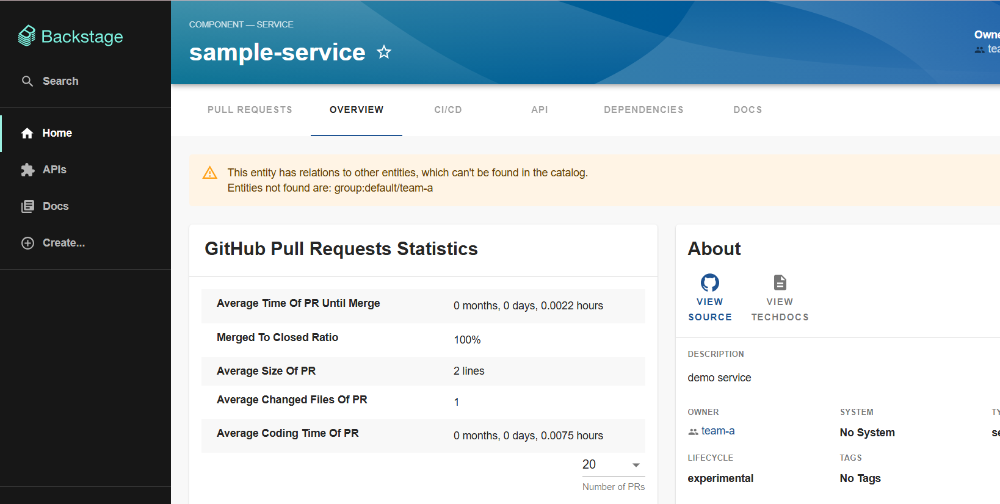 Backstage
Search
Home
APIs
Docs
Create...
COMPONENT — SERVICE
sample-service
PULL REQUESTS
OVERVIEW
CI/CD
API
DEPENDENCIES
DOCS
This entity has relations to other entities, which can't be found in the catalog.
Entities not found are: group:default/team-a
GitHub Pull Requests Statistics
Average Time Of PR Until Merge 0 months, 0 days, 0.0022 hours
Merged To Closed Ratio 100%
Average Size Of PR 2 lines
Average Changed Files Of PR 1
Average Coding Time Of PR 0 months, 0 days, 0.0075 hours
20
Number of PRs
About
VIEW
SOURCE
VIEW
TECHDOCS
DESCRIPTION
demo service
OWNER
team-a
SYSTEM
No System
LIFECYCLE
experimental
TAGS
No Tags